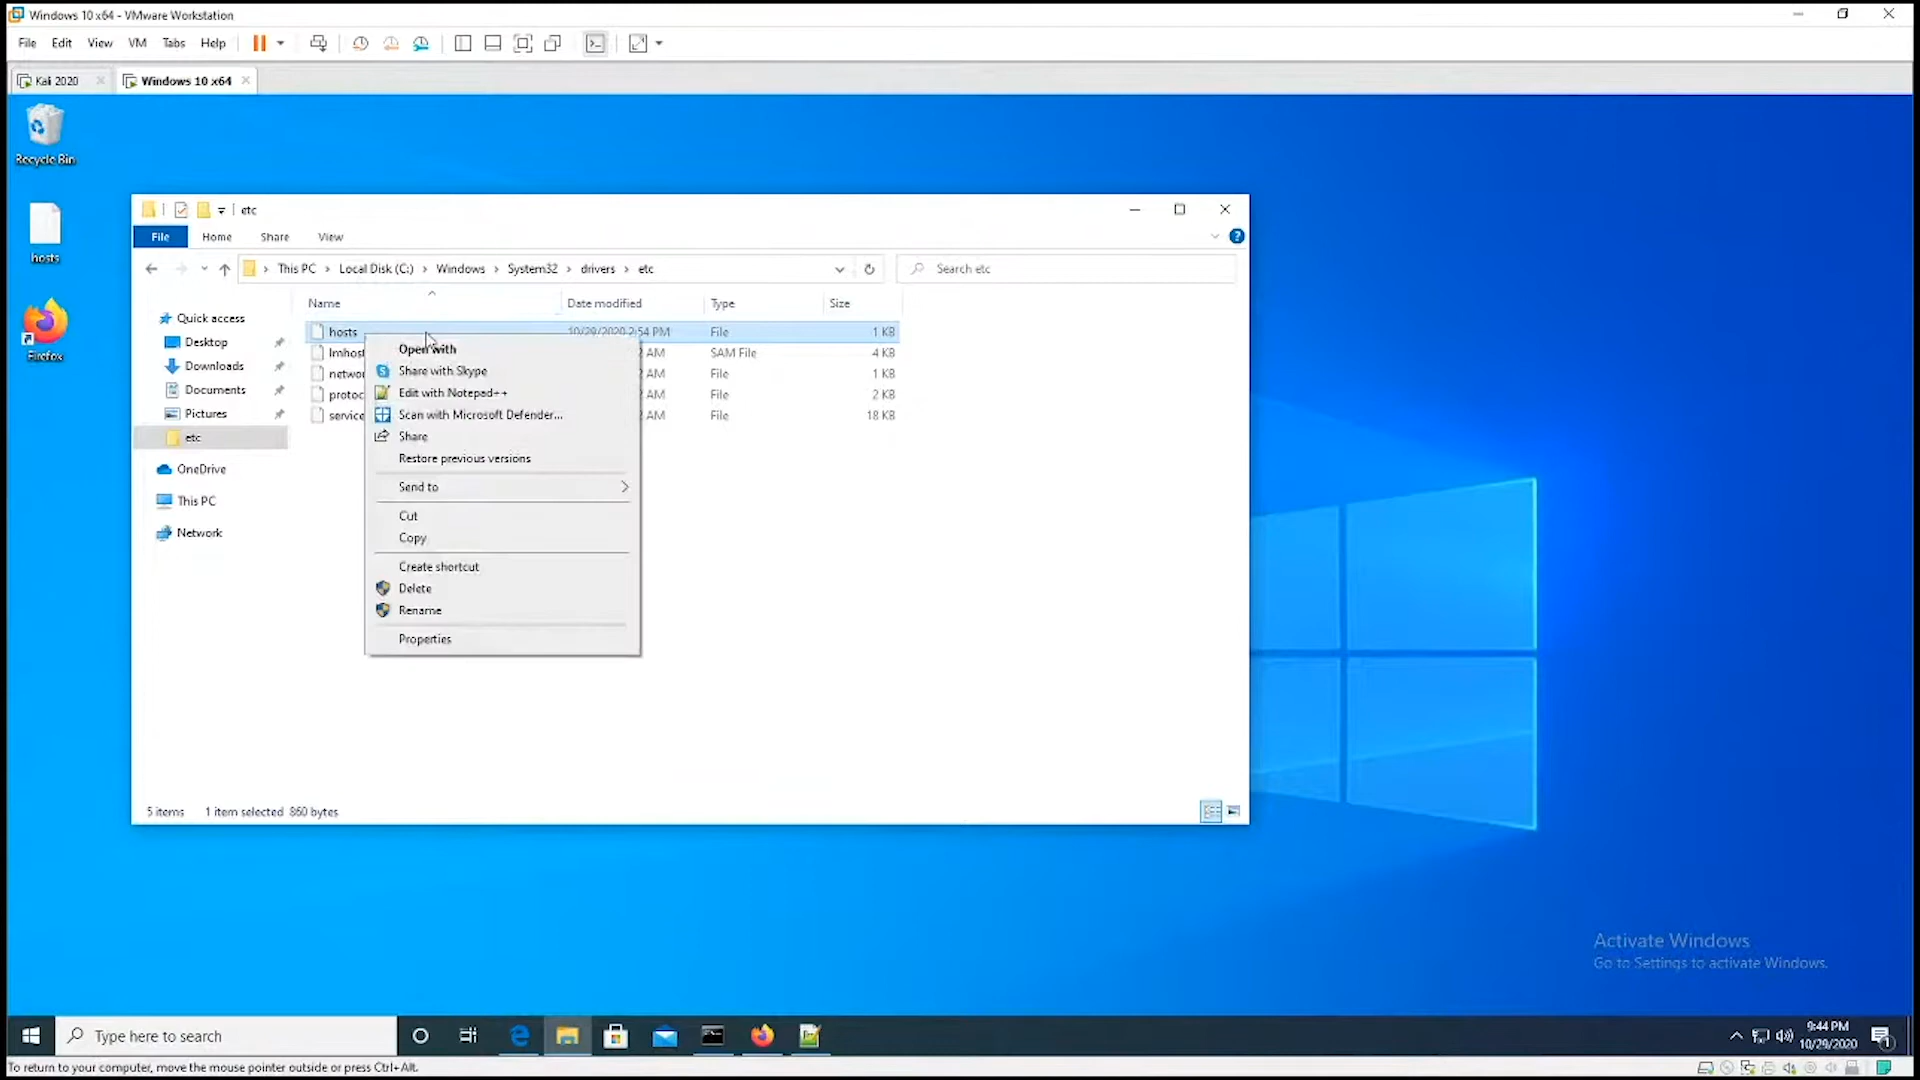 Windows 10 x64 - VMware Workstation
File Edit View VM Tabs Help
Kali 2020
Windows 10 x64
Recycle Bin
hosts
Firefox
etc
File Home Share View
This PC Local Disk (C:) Windows System32 drivers etc
Search etc
Name Date modified Type Size
Quick access
Desktop
Downloads
Documents
Pictures
etc
OneDrive
This PC
Network
hosts 10/29/2020 2:54 PM File 1 KB
lmhost AM SAM File 4 KB
networ AM File 1 KB
protoc AM File 2 KB
service AM File 18 KB
Open with
Share with Skype
Edit with Notepad++
Scan with Microsoft Defender...
Share
Restore previous versions
Send to
Cut
Copy
Create shortcut
Delete
Rename
Properties
5 items 1 item selected 860 bytes
Activate Windows
Go to Settings to activate Windows.
Type here to search
9:44 PM
10/29/2020
1
To return to your computer, move the mouse pointer outside or press Ctrl+Alt.